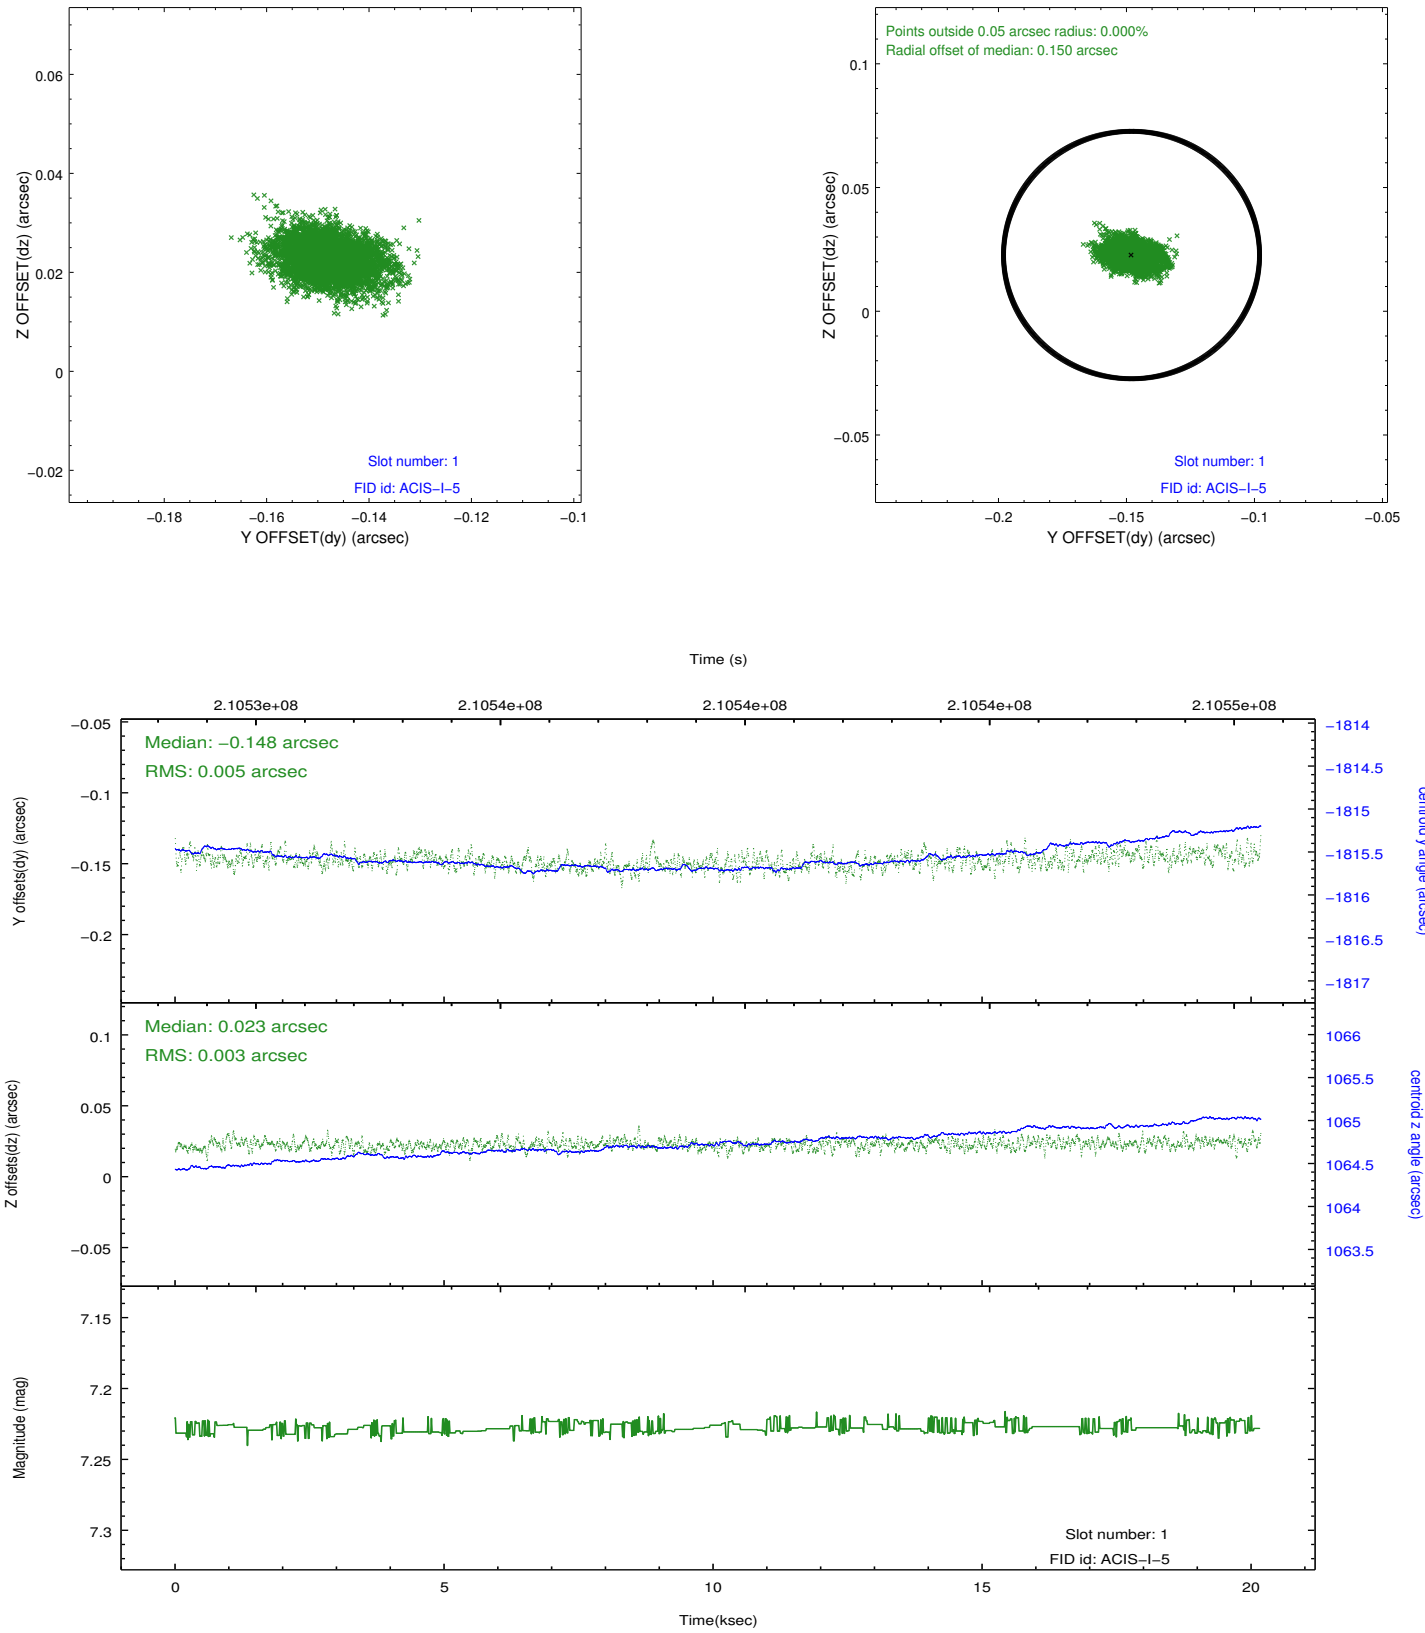 0.06
0.04
0.02
0
−0.02
Z OFFSET(dz) (arcsec)
Slot number: 1
FID id: ACIS−I−5
−0.18
−0.16
−0.14
−0.12
−0.1
Y OFFSET(dy) (arcsec)
Points outside 0.05 arcsec radius: 0.000%
Radial offset of median: 0.150 arcsec
0.1
0.05
0
−0.05
Z OFFSET(dz) (arcsec)
Slot number: 1
FID id: ACIS−I−5
−0.2
−0.15
−0.1
−0.05
Y OFFSET(dy) (arcsec)
Time (s)
2.1053e+08
2.1054e+08
2.1054e+08
2.1054e+08
2.1055e+08
Median: −0.148 arcsec
RMS: 0.005 arcsec
−0.05
−0.1
−0.15
−0.2
Y offsets(dy) (arcsec)
−1814
−1814.5
−1815
−1815.5
−1816
−1816.5
−1817
centroid y angle (arcsec)
Median: 0.023 arcsec
RMS: 0.003 arcsec
0.1
0.05
0
−0.05
Z offsets(dz) (arcsec)
1066
1065.5
1065
1064.5
1064
1063.5
centroid z angle (arcsec)
7.15
7.2
7.25
7.3
Magnitude (mag)
Slot number: 1
FID id: ACIS−I−5
0
5
10
15
20
Time(ksec)